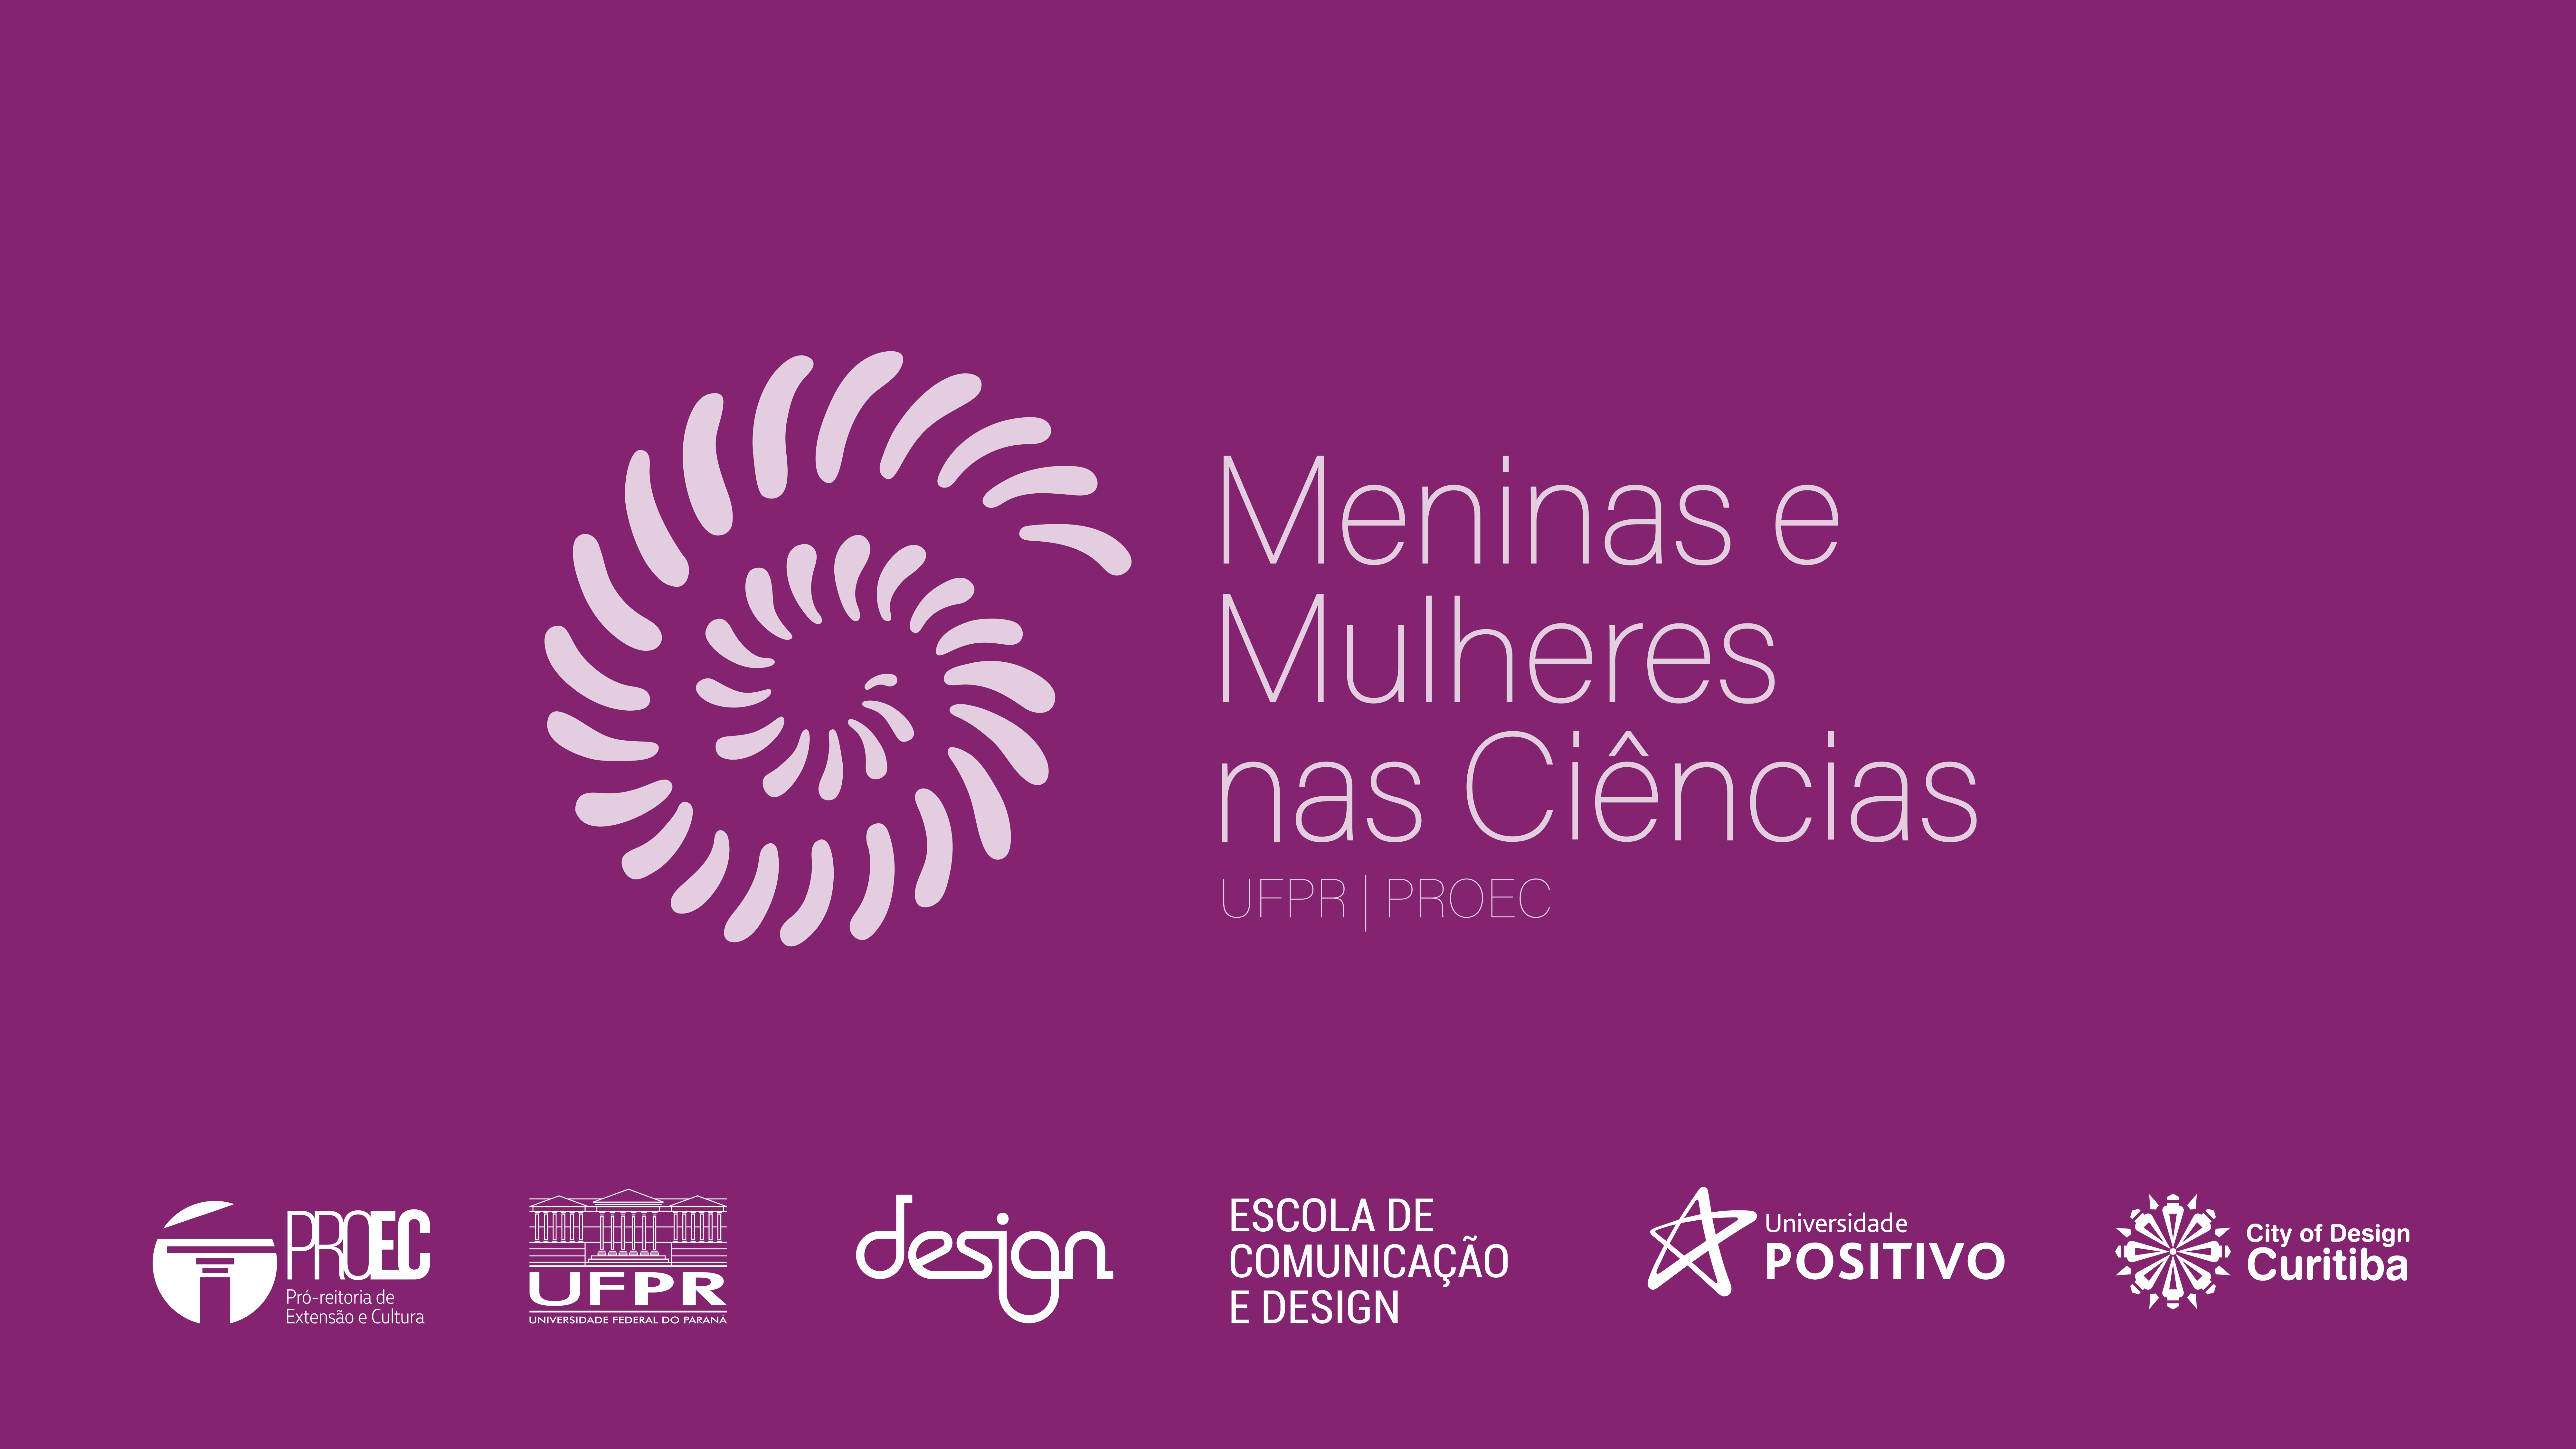 Meninas e
Mulheres
nas Ciências
UFPR | PROEC
PROEC
Pró-reitoria de
Extensão e Cultura
UFPR
UNIVERSIDADE FEDERAL DO PARANÁ
design
ESCOLA DE
COMUNICAÇÃO
E DESIGN
Universidade
POSITIVO
City of Design
Curitiba